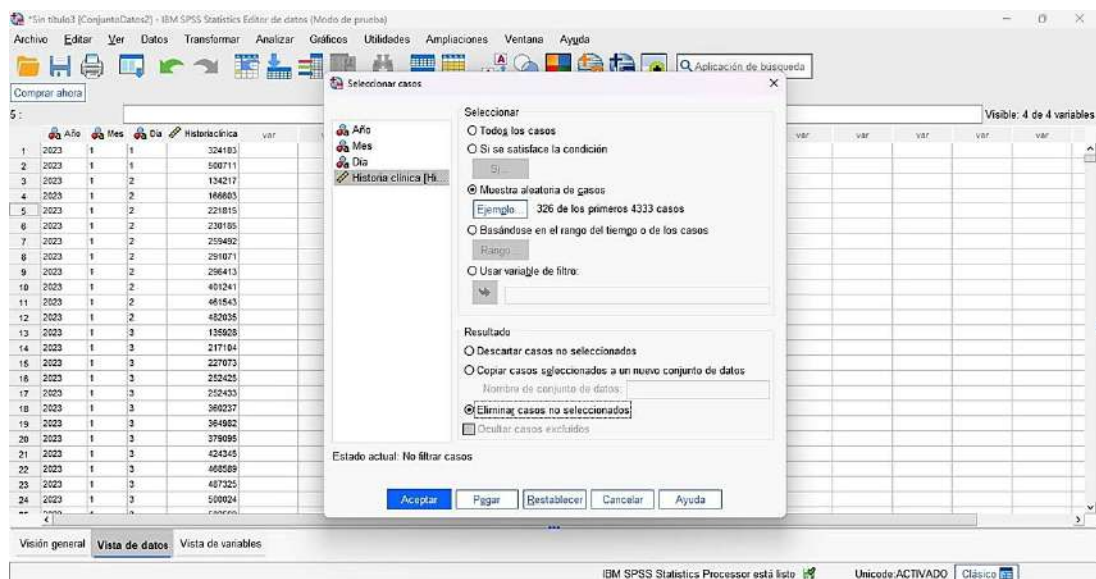 *Sin título3 [ConjuntoDatos2] - IBM SPSS Statistics Editor de datos (Modo de prueba)
Archivo Editar Ver Datos Transformar Analizar Gráficos Utilidades Ampliaciones Ventana Ayuda
Aplicación de búsqueda
Comprar ahora
5 :
Visible: 4 de 4 variables
Año Mes Día Historiaclínica var var var var var
1 2023 1 1 324183
2 2023 1 1 500711
3 2023 1 2 134217
4 2023 1 2 166603
5 2023 1 2 221815
6 2023 1 2 230185
7 2023 1 2 259492
8 2023 1 2 291071
9 2023 1 2 296413
10 2023 1 2 401241
11 2023 1 2 461543
12 2023 1 2 482035
13 2023 1 3 135928
14 2023 1 3 217104
15 2023 1 3 227073
16 2023 1 3 252425
17 2023 1 3 252433
18 2023 1 3 360237
19 2023 1 3 364982
20 2023 1 3 379095
21 2023 1 3 424345
22 2023 1 3 468589
23 2023 1 3 487325
24 2023 1 3 500024
Seleccionar casos
Año
Mes
Día
Historia clínica [Hi...
Seleccionar
Todos los casos
Si se satisface la condición
Si...
Muestra aleatoria de casos
Ejemplo... 326 de los primeros 4333 casos
Basándose en el rango del tiempo o de los casos
Rango...
Usar variable de filtro:
Resultado
Descartar casos no seleccionados
Copiar casos seleccionados a un nuevo conjunto de datos
Nombre de conjunto de datos:
Eliminar casos no seleccionados
Ocultar casos excluidos
Estado actual: No filtrar casos
Aceptar Pegar Restablecer Cancelar Ayuda
Visión general Vista de datos Vista de variables
IBM SPSS Statistics Processor está listo Unicode:ACTIVADO Clásico